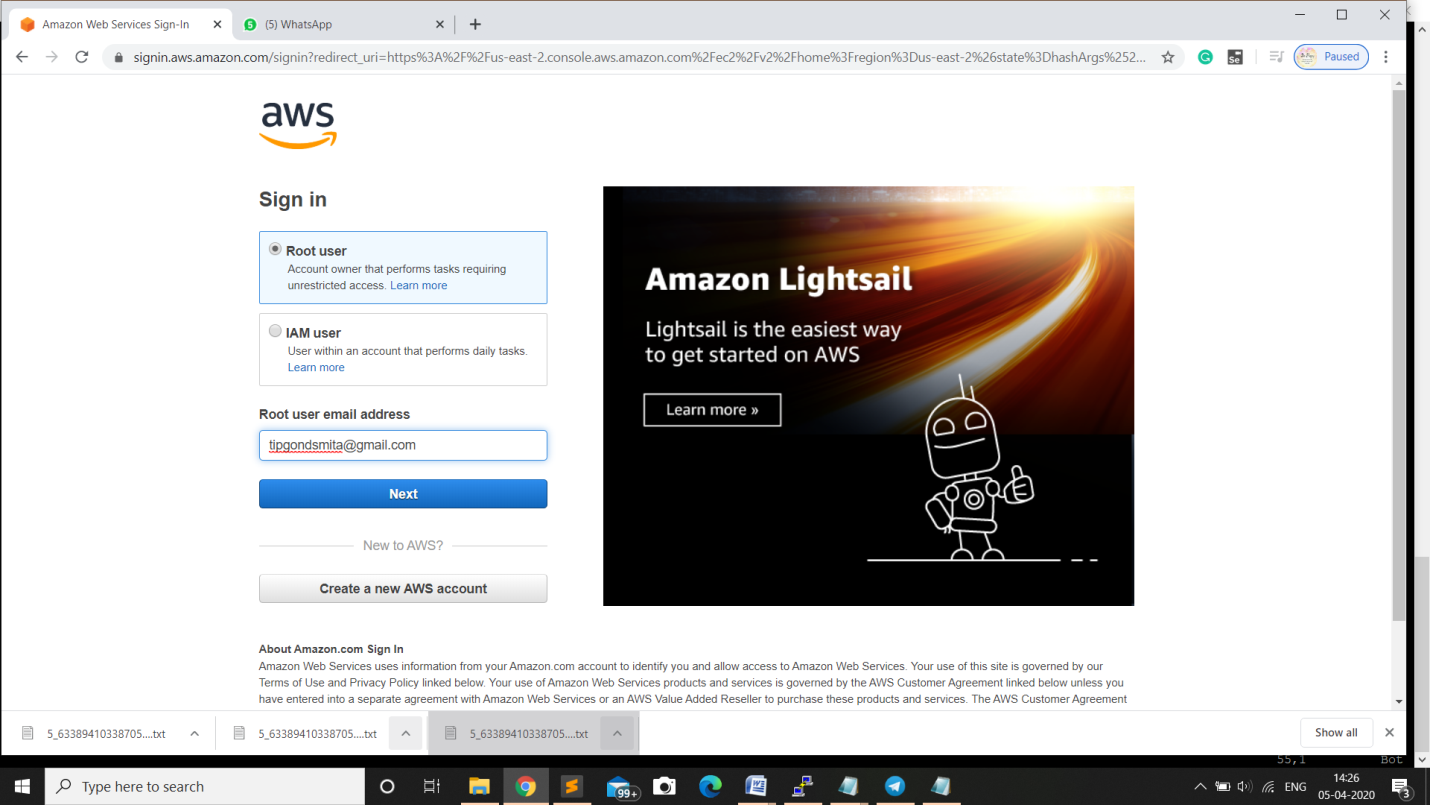 Amazon Web Services Sign-In
(5) WhatsApp
signin.aws.amazon.com/signin?redirect_uri=https%3A%2F%2Fus-east-2.console.aws.amazon.com%2Fec2%2Fv2%2Fhome%3Fregion%3Dus-east-2%26state%3DhashArgs%252...
Se
Paused
aws
Sign in
Root user
Account owner that performs tasks requiring
unrestricted access. Learn more
IAM user
User within an account that performs daily tasks.
Learn more
Root user email address
tipgondsmita@gmail.com
Next
New to AWS?
Create a new AWS account
Amazon Lightsail
Lightsail is the easiest way
to get started on AWS
Learn more »
About Amazon.com Sign In
Amazon Web Services uses information from your Amazon.com account to identify you and allow access to Amazon Web Services. Your use of this site is governed by our
Terms of Use and Privacy Policy linked below. Your use of Amazon Web Services products and services is governed by the AWS Customer Agreement linked below unless you
have entered into a separate agreement with Amazon Web Services or an AWS Value Added Reseller to purchase these products and services. The AWS Customer Agreement
5_63389410338705....txt
5_63389410338705....txt
5_63389410338705....txt
Show all
55,1 Bot
Type here to search
99+
ENG
14:26
05-04-2020
3